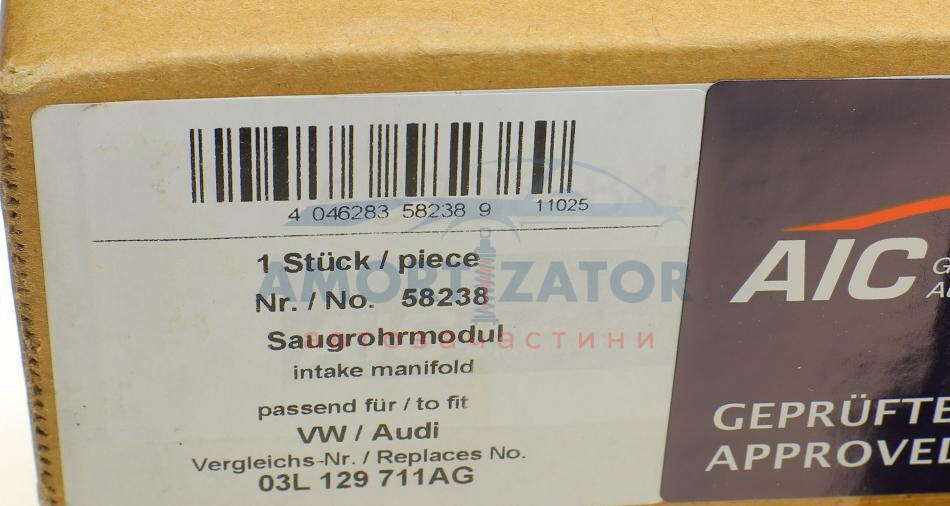 4 046283 58238 9 11025
1 Stück / piece
Nr. / No. 58238
Saugrohrmodul
intake manifold
passend für / to fit
VW / Audi
Vergleichs-Nr. / Replaces No.
03L 129 711AG
AIC
GEPRÜFTE
APPROVED
AMORTIZATOR
автозапчастини